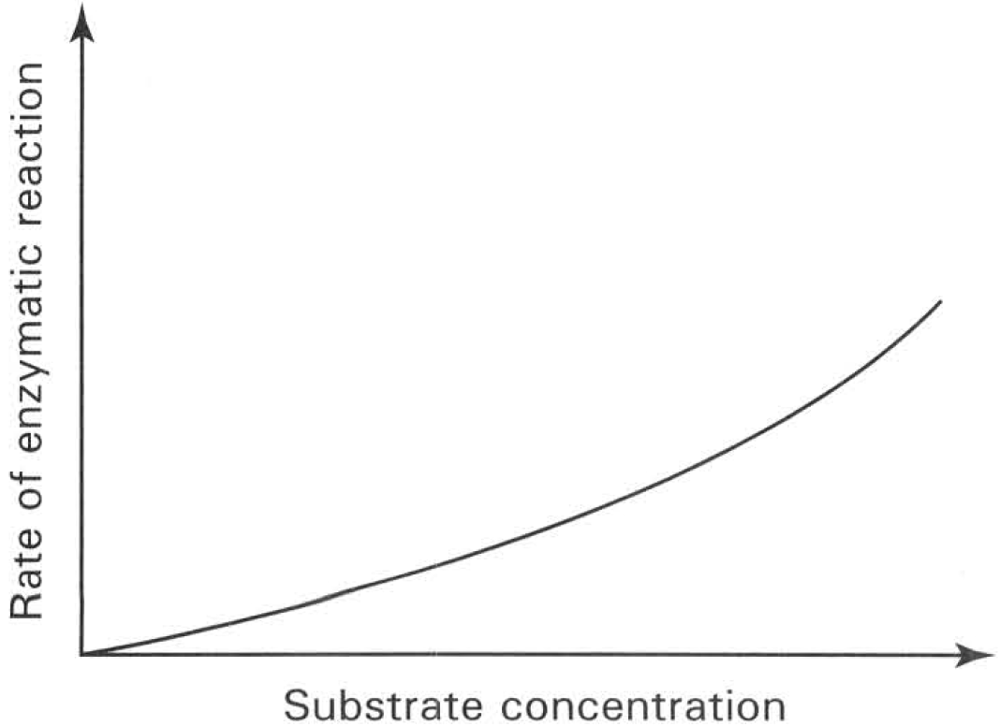 Rate of enzymatic reaction
Substrate concentration